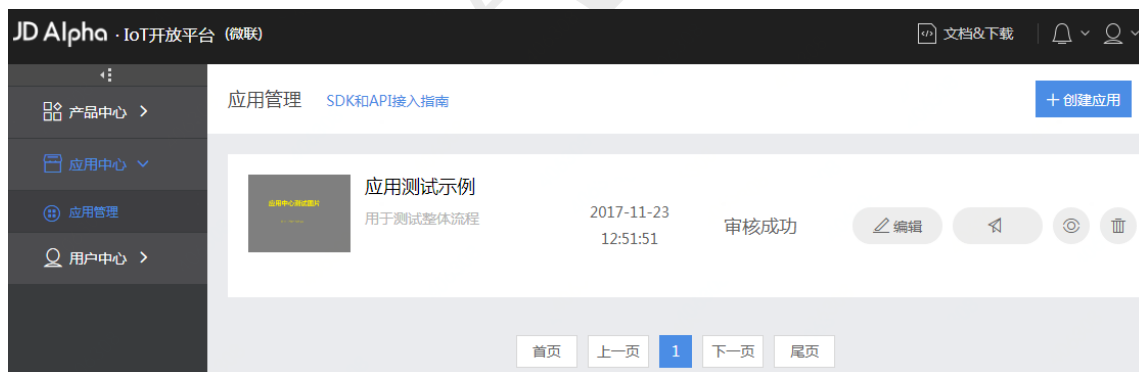 JD Alpha · IoT开放平台 (微联)
文档&下载
产品中心
应用中心
应用管理
用户中心
应用管理 SDK和API接入指南
+ 创建应用
应用中心测试图片
应用测试示例
用于测试整体流程
2017-11-23
12:51:51
审核成功
编辑
首页 上一页 1 下一页 尾页